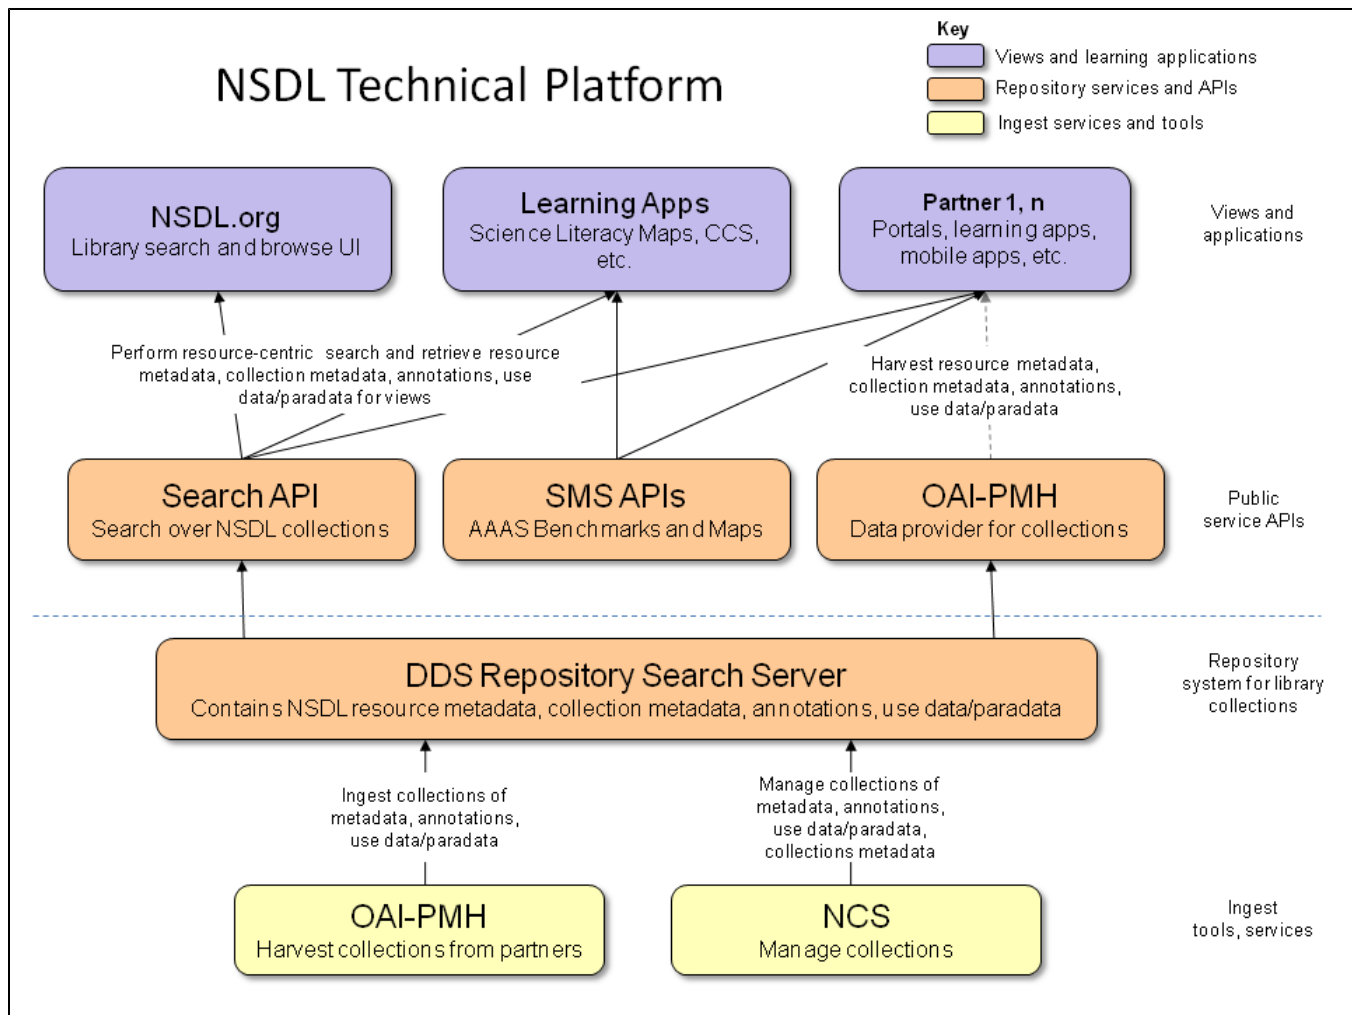 Key
Views and learning applications
Repository services and APIs
Ingest services and tools
NSDL Technical Platform
NSDL.org
Library search and browse UI
Learning Apps
Science Literacy Maps, CCS,
etc.
Partner 1, n
Portals, learning apps,
mobile apps, etc.
Views and
applications
Perform resource-centric search and retrieve resource
metadata, collection metadata, annotations, use
data/paradata for views
Harvest resource metadata,
collection metadata, annotations,
use data/paradata
Search API
Search over NSDL collections
SMS APIs
AAAS Benchmarks and Maps
OAI-PMH
Data provider for collections
Public
service APIs
DDS Repository Search Server
Contains NSDL resource metadata, collection metadata, annotations, use data/paradata
Repository
system for library
collections
Ingest collections of
metadata, annotations,
use data/paradata
Manage collections of
metadata, annotations,
use data/paradata,
collections metadata
OAI-PMH
Harvest collections from partners
NCS
Manage collections
Ingest
tools, services